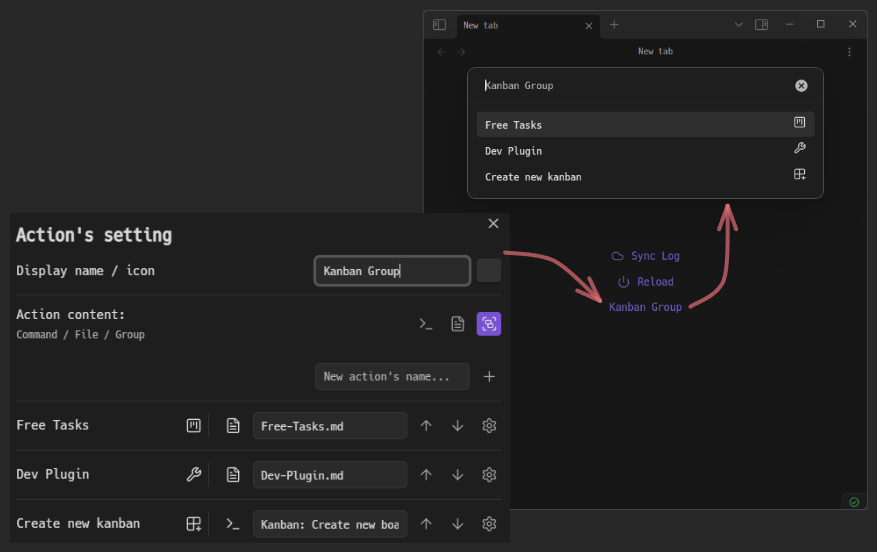 New tab
New tab
Kanban Group
Free Tasks
Dev Plugin
Create new kanban
Sync Log
Reload
Kanban Group
Action's setting
Display name / icon
Kanban Group
Action content:
Command / File / Group
New action's name...
Free Tasks
Free-Tasks.md
Dev Plugin
Dev-Plugin.md
Create new kanban
Kanban: Create new boa